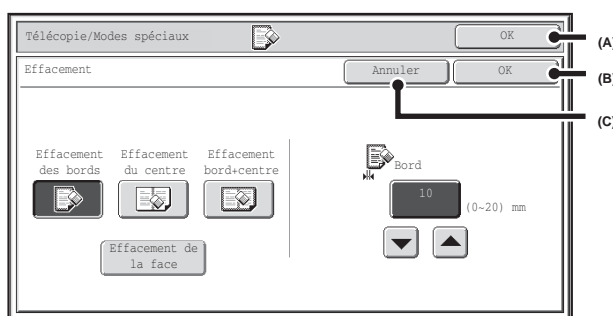 Télécopie/Modes spéciaux
OK
(A)
Effacement
Annuler
OK
(B)
(C)
Effacement
des bords
Effacement
du centre
Effacement
bord+centre
Bord
10
(0~20) mm
Effacement de
la face